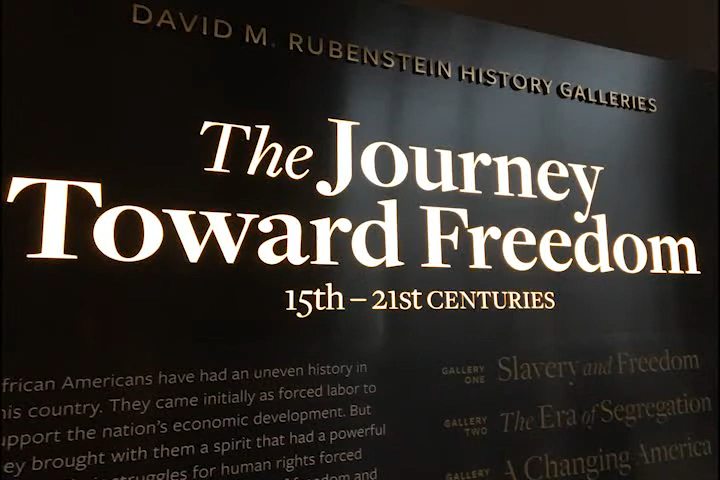 DAVID M. RUBENSTEIN HISTORY GALLERIES
The Journey
Toward Freedom
15th – 21st CENTURIES
frican Americans have had an uneven history in
his country. They came initially as forced labor to
upport the nation's economic development. But
ey brought with them a spirit that had a powerful
struggles for human rights forced
freedom and
GALLERY
ONE
Slavery and Freedom
GALLERY
TWO
The Era of Segregation
GALLERY
A Changing America